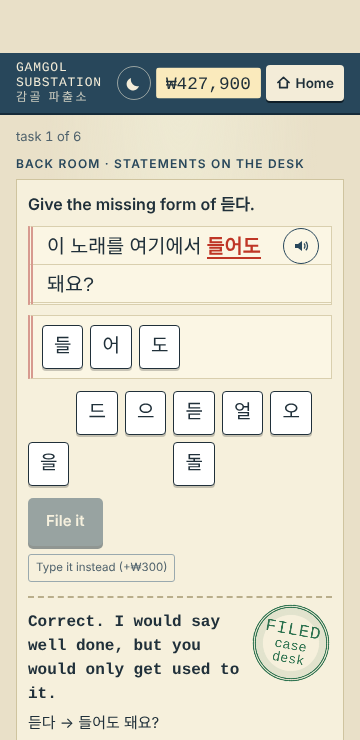 GAMGOL
SUBSTATION
감골 파출소
₩427,900
Home
task 1 of 6
BACK ROOM · STATEMENTS ON THE DESK
Give the missing form of 듣다.
이 노래를 여기에서 들어도
돼요?
들 어 도
드 으 듣 얼 오
을 돌
File it
Type it instead (+₩300)
Correct. I would say
well done, but you
would only get used to
it.
FILED
case
desk
듣다 → 들어도 돼요?